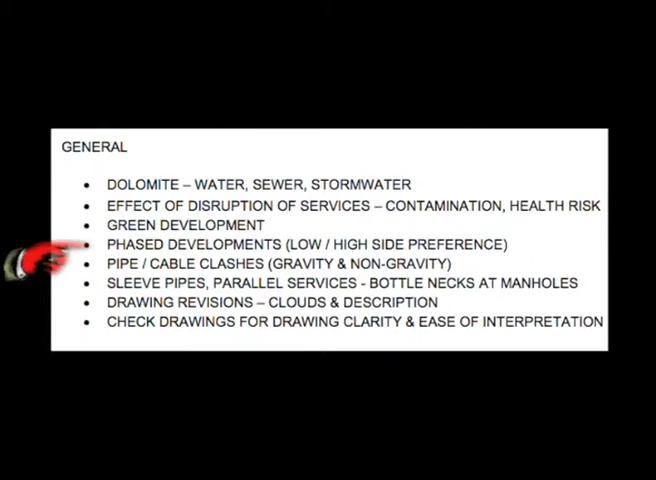 GENERAL
• DOLOMITE – WATER, SEWER, STORMWATER
• EFFECT OF DISRUPTION OF SERVICES – CONTAMINATION, HEALTH RISK
• GREEN DEVELOPMENT
• PHASED DEVELOPMENTS (LOW / HIGH SIDE PREFERENCE)
• PIPE / CABLE CLASHES (GRAVITY & NON-GRAVITY)
• SLEEVE PIPES, PARALLEL SERVICES - BOTTLE NECKS AT MANHOLES
• DRAWING REVISIONS – CLOUDS & DESCRIPTION
• CHECK DRAWINGS FOR DRAWING CLARITY & EASE OF INTERPRETATION